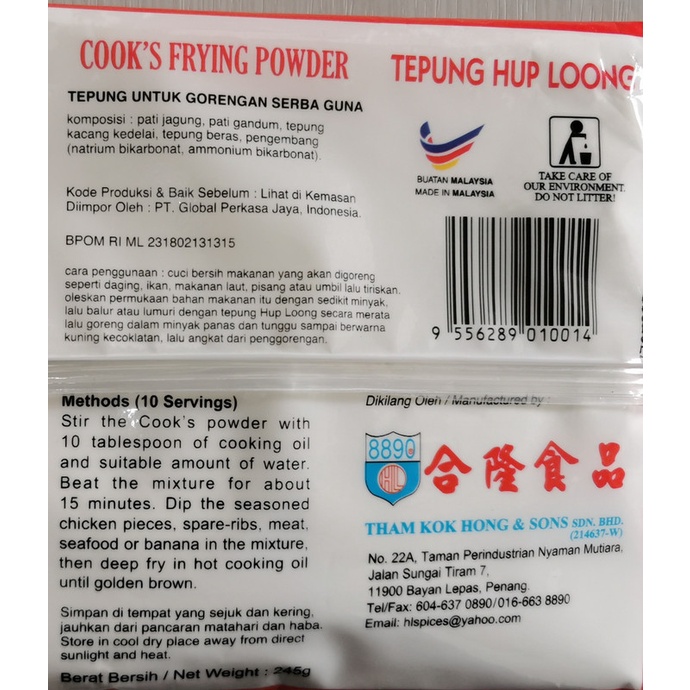 COOK'S FRYING POWDER
TEPUNG HUP LOONG
TEPUNG UNTUK GORENGAN SERBA GUNA
komposisi : pati jagung, pati gandum, tepung
kacang kedelai, tepung beras, pengembang
(natrium bikarbonat, ammonium bikarbonat).
Kode Produksi & Baik Sebelum : Lihat di Kemasan
Diimpor Oleh : PT. Global Perkasa Jaya, Indonesia.
BPOM RI ML 231802131315
cara penggunaan : cuci bersih makanan yang akan digoreng
seperti daging, ikan, makanan laut, pisang atau umbil lalu tiriskan.
oleskan permukaan bahan makanan itu dengan sedikit minyak,
lalu balur atau lumuri dengan tepung Hup Loong secara merata
lalu goreng dalam minyak panas dan tunggu sampai berwarna
kuning kecoklatan, lalu angkat dari penggorengan.
BUATAN MALAYSIA
MADE IN MALAYSIA
TAKE CARE OF
OUR ENVIRONMENT.
DO NOT LITTER!
9 556289 010014
Methods (10 Servings)
Stir the Cook's powder with
10 tablespoon of cooking oil
and suitable amount of water.
Beat the mixture for about
15 minutes. Dip the seasoned
chicken pieces, spare-ribs, meat,
seafood or banana in the mixture,
then deep fry in hot cooking oil
until golden brown.
Simpan di tempat yang sejuk dan kering,
jauhkan dari pancaran matahari dan haba.
Store in cool dry place away from direct
sunlight and heat.
Berat Bersih / Net Weight : 245g
Dikilang Oleh / Manufactured by :
8890
HL
合隆食品
THAM KOK HONG & SONS SDN. BHD.
(214637-W)
No. 22A, Taman Perindustrian Nyaman Mutiara,
Jalan Sungai Tiram 7,
11900 Bayan Lepas, Penang.
Tel/Fax: 604-637 0890/016-663 8890
Email: hlspices@yahoo.com